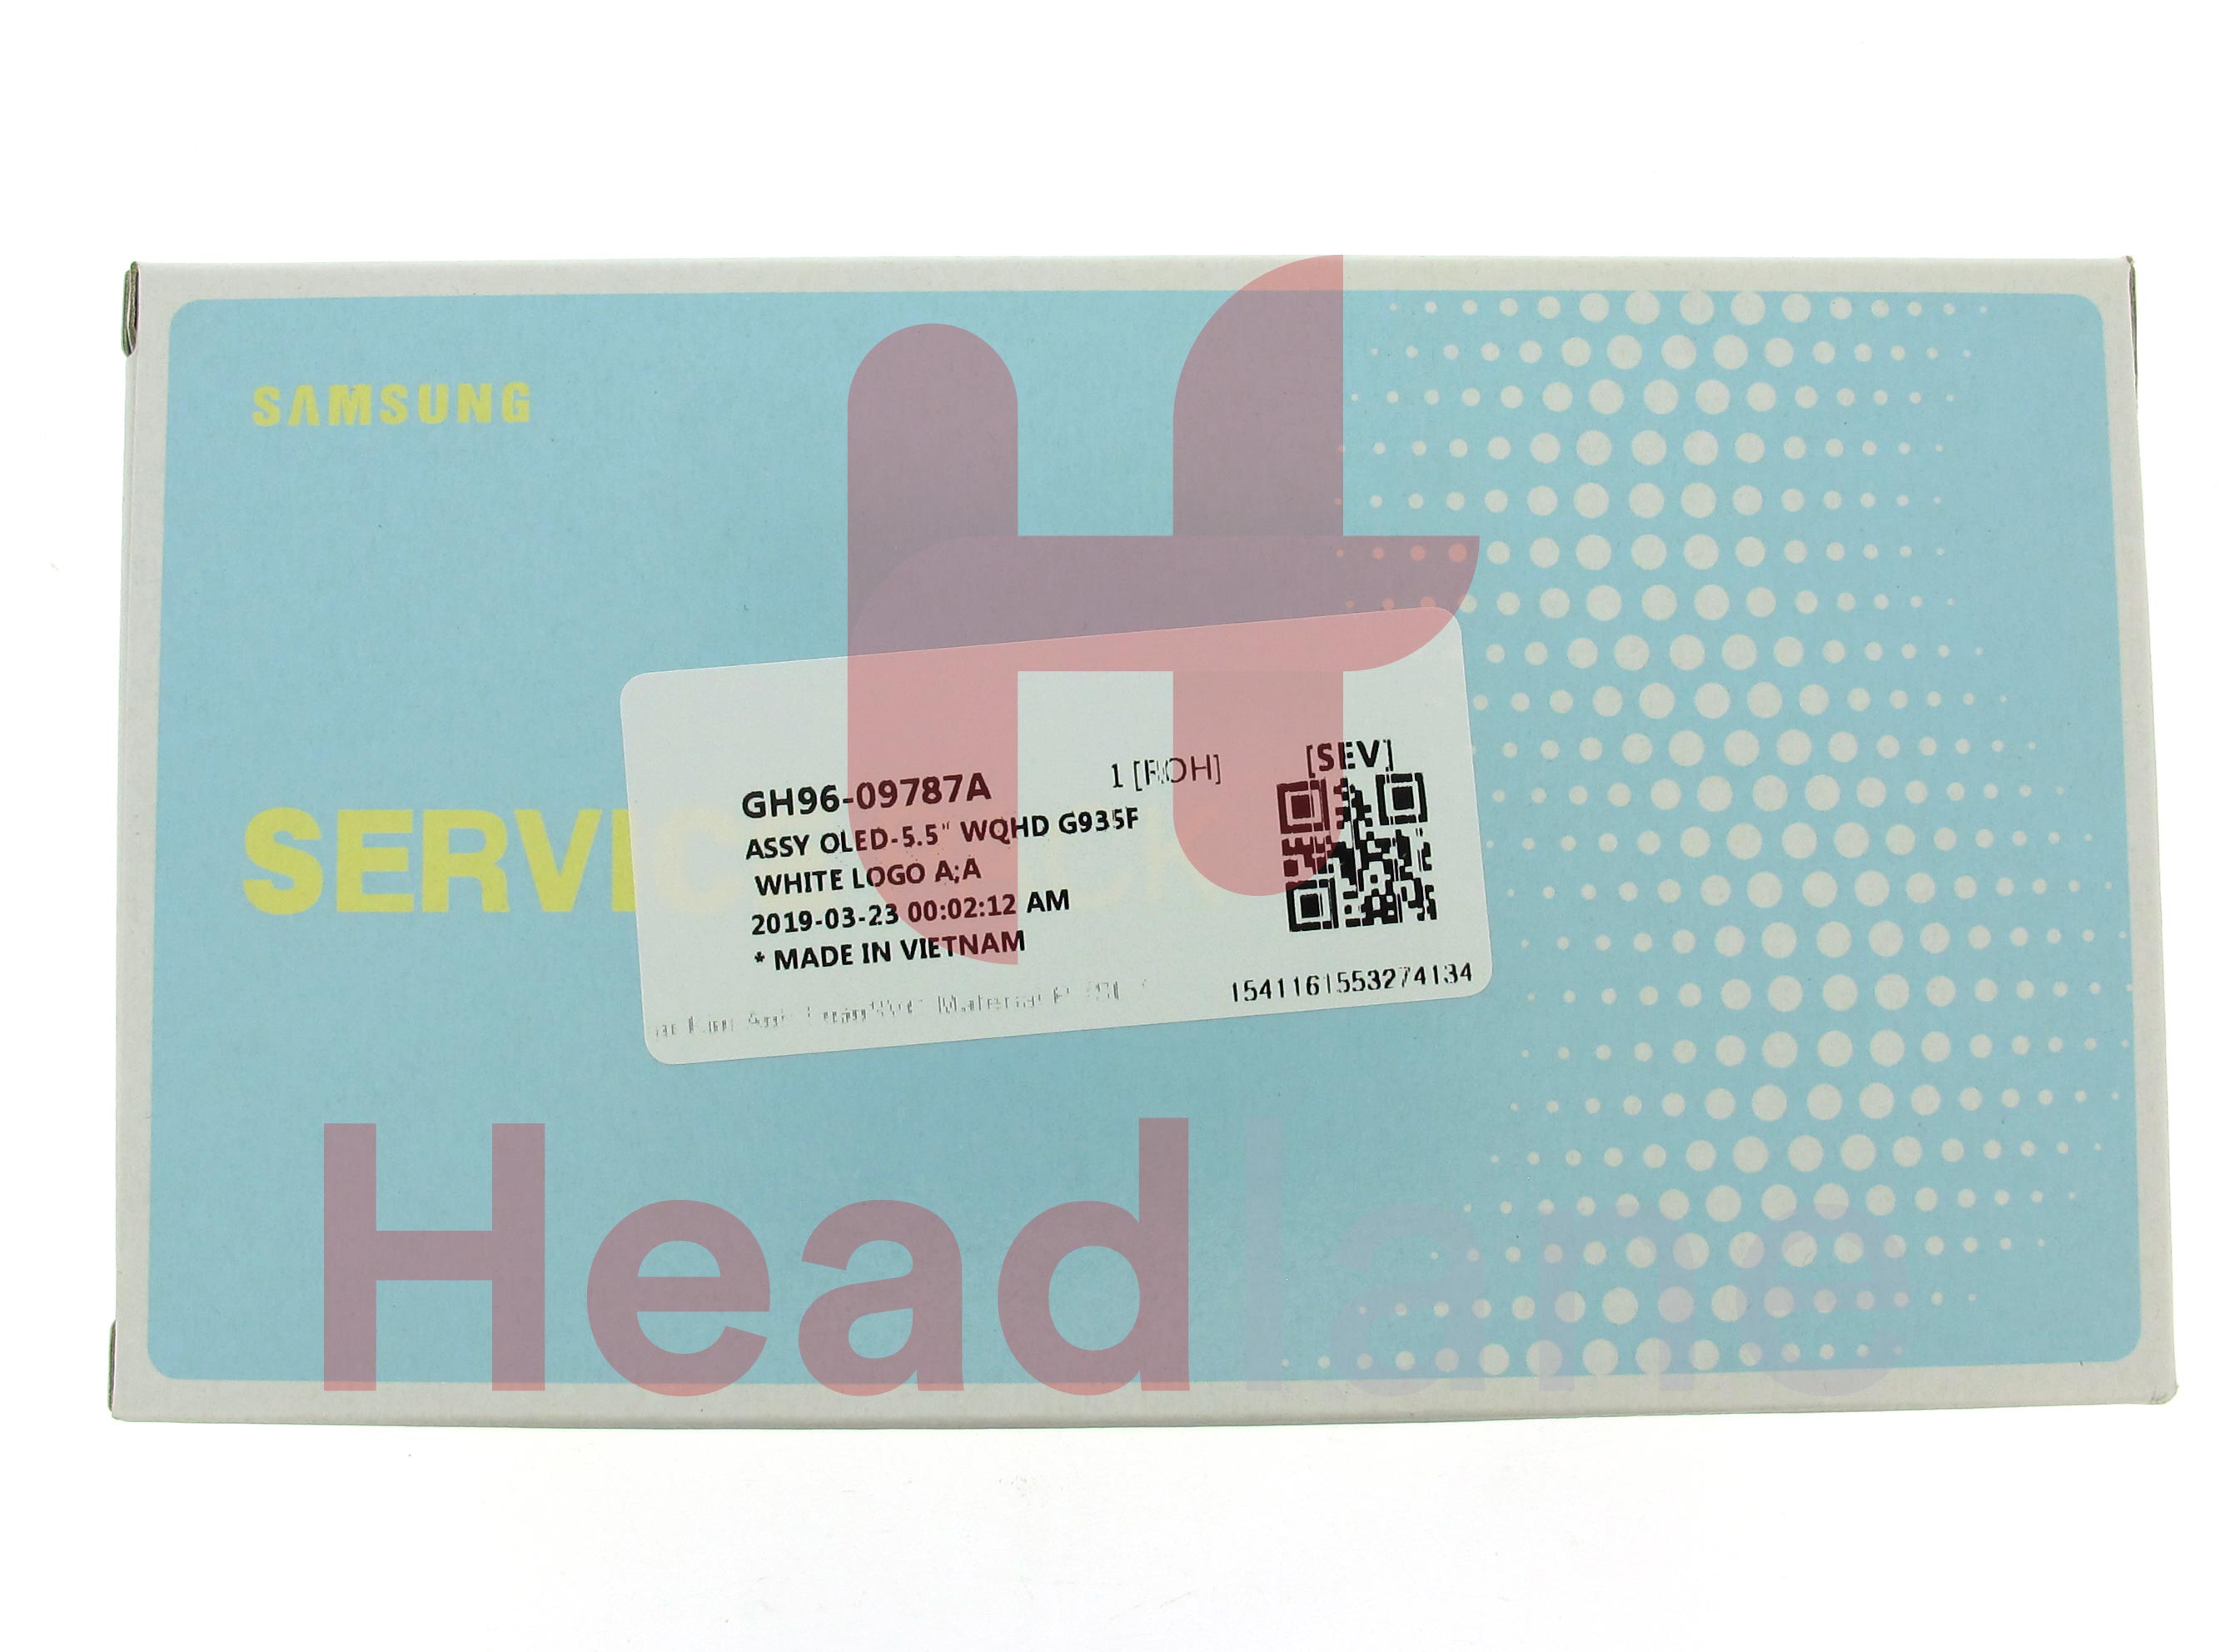 SAMSUNG
SERVI
GH96-09787A
1 [ROH]
[SEV]
ASSY OLED-5.5" WQHD G935F
WHITE LOGO A;A
2019-03-23 00:02:12 AM
* MADE IN VIETNAM
1541161553274134
Headlane